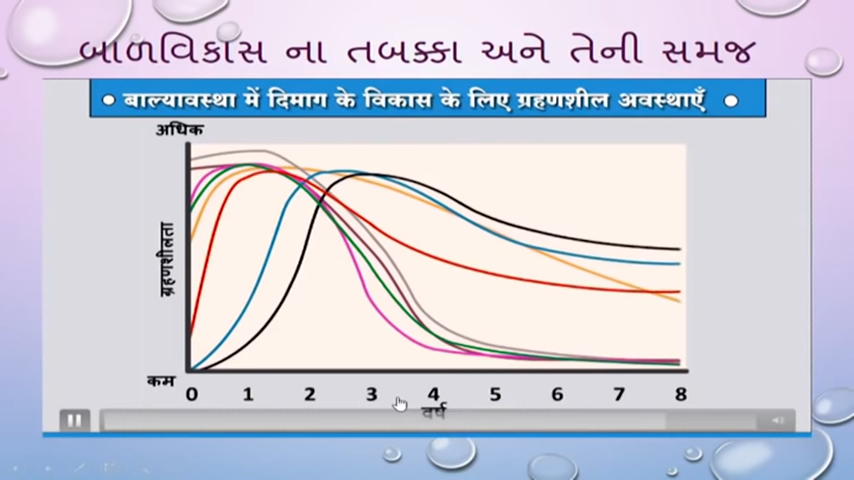 બાળવિકાસ ના તબક્કા અને તેની સમજ
• बाल्यावस्था में दिमाग के विकास के लिए ग्रहणशील अवस्थाएँ •
अधिक
ग्रहणशीलता
कम
0 1 2 3 4 5 6 7 8
वर्ष